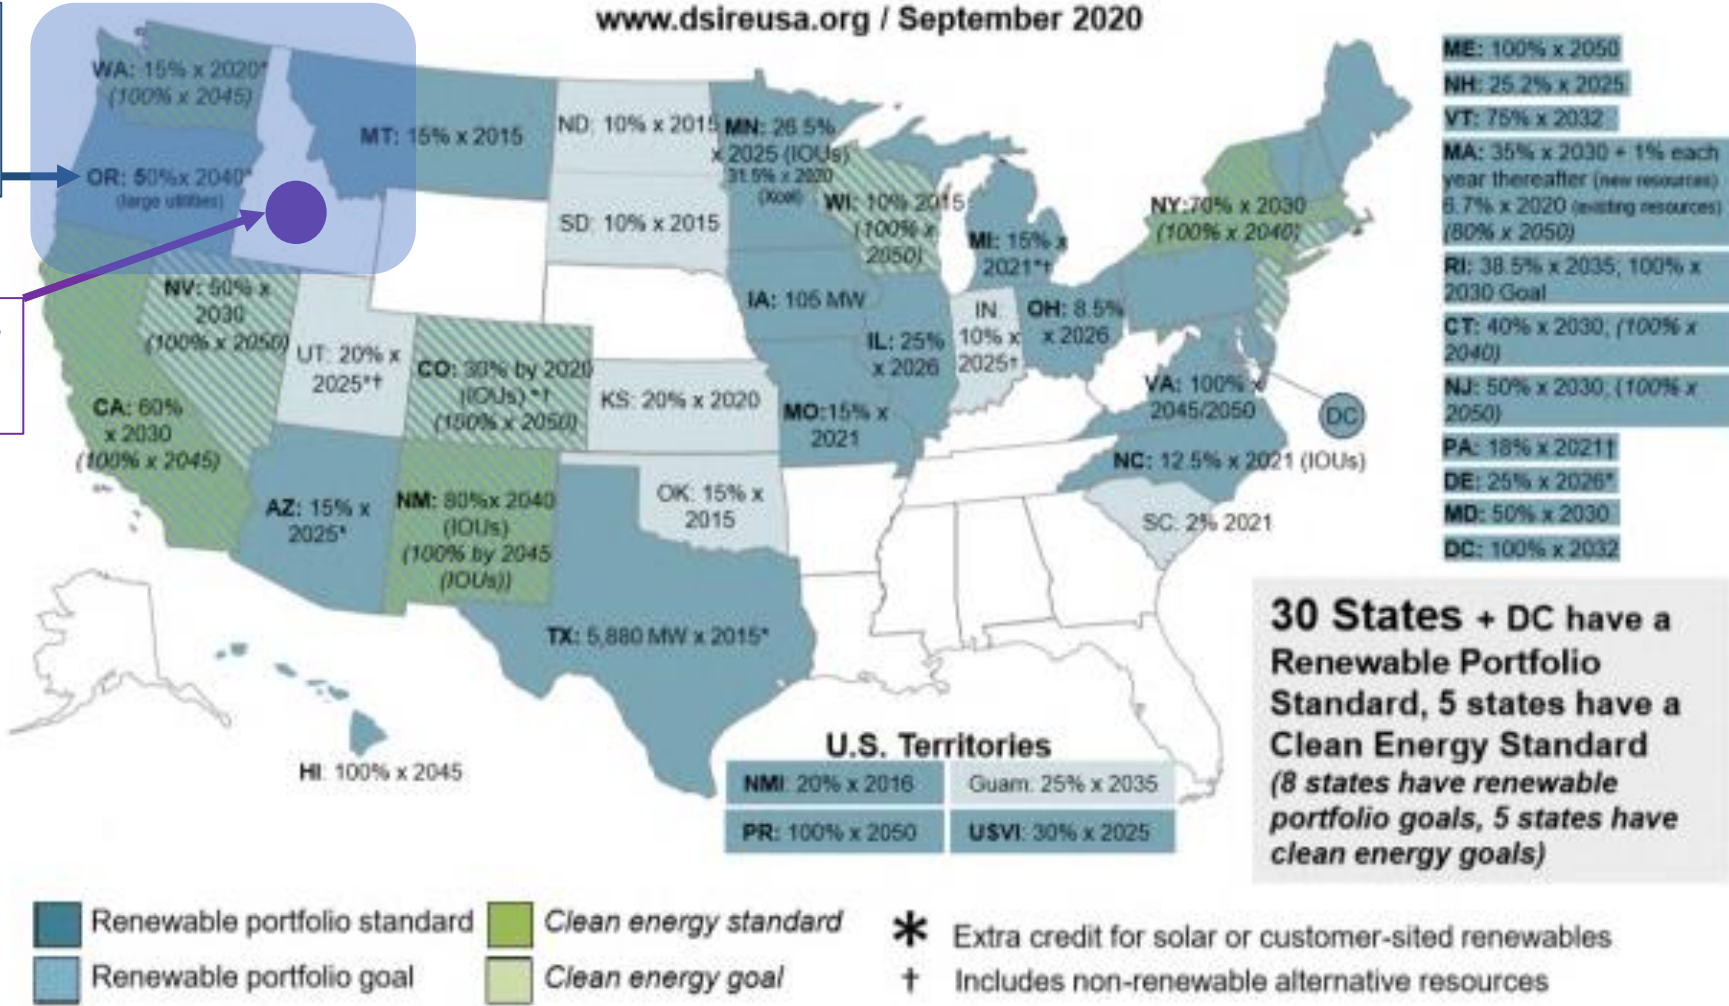 www.dsireusa.org / September 2020
WA: 15% x 2020*
(100% x 2045)
OR: 50%x 2040*
(large utilities)
MT: 15% x 2015
ND: 10% x 2015
SD: 10% x 2015
MN: 26.5%
x 2025 (IOUs)
31.5% x 2020
(Xcel)
WI: 10% 2015
(100% x
2050)
MI: 15% x
2021*†
NY:70% x 2030
(100% x 2040)
NV: 50% x
2030
(100% x 2050)
UT: 20% x
2025*†
CO: 30% by 2020
(IOUs) *†
(150% x 2050)
KS: 20% x 2020
IA: 105 MW
IL: 25%
x 2026
IN:
10% x
2025†
OH: 8.5%
x 2026
MO:15% x
2021
VA: 100% x
2045/2050
DC
NC: 12.5% x 2021 (IOUs)
SC: 2% 2021
CA: 60%
x 2030
(100% x 2045)
AZ: 15% x
2025*
NM: 80%x 2040
(IOUs)
(100% by 2045
(IOUs))
OK: 15% x
2015
TX: 5,880 MW x 2015*
HI: 100% x 2045
ME: 100% x 2050
NH: 25.2% x 2025
VT: 75% x 2032
MA: 35% x 2030 + 1% each
year thereafter (new resources)
6.7% x 2020 (existing resources)
(80% x 2050)
RI: 38.5% x 2035; 100% x
2030 Goal
CT: 40% x 2030; (100% x
2040)
NJ: 50% x 2030; (100% x
2050)
PA: 18% x 2021†
DE: 25% x 2026*
MD: 50% x 2030
DC: 100% x 2032
30 States + DC have a
Renewable Portfolio
Standard, 5 states have a
Clean Energy Standard
(8 states have renewable
portfolio goals, 5 states have
clean energy goals)
U.S. Territories
NMI: 20% x 2016
Guam: 25% x 2035
PR: 100% x 2050
USVI: 30% x 2025
Renewable portfolio standard
Clean energy standard
* Extra credit for solar or customer-sited renewables
Renewable portfolio goal
Clean energy goal
† Includes non-renewable alternative resources